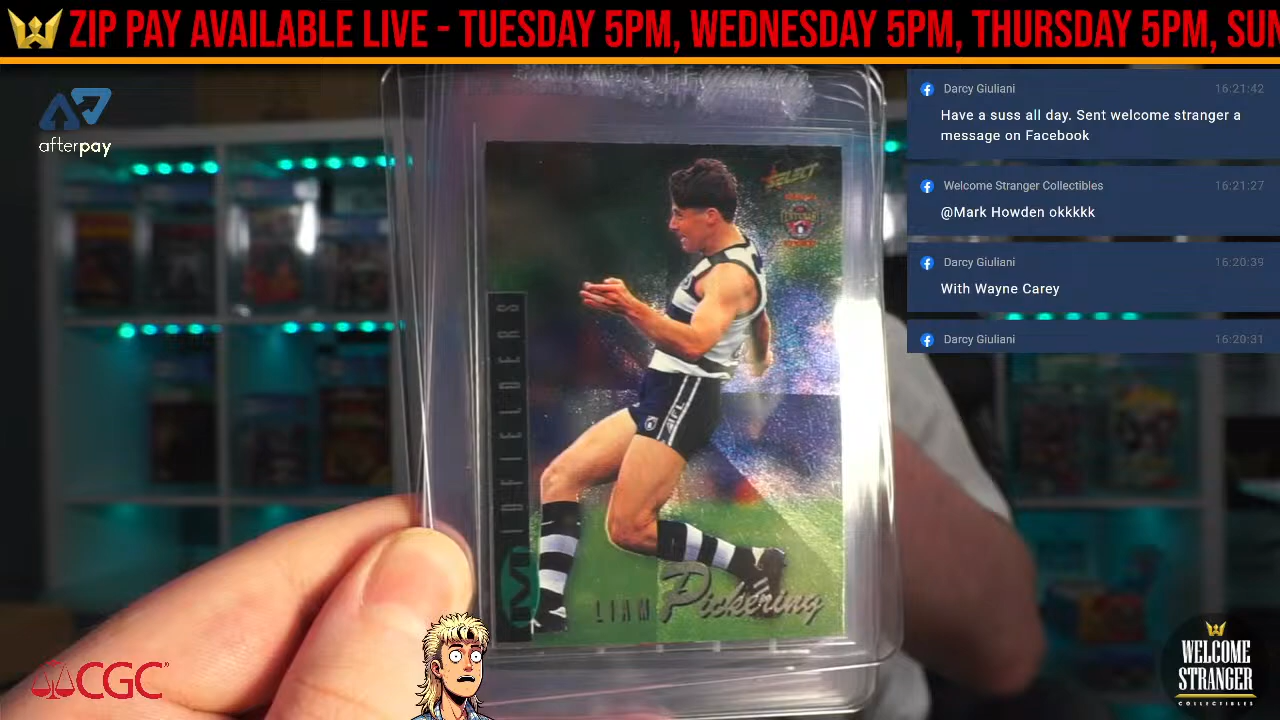 ZIP PAY AVAILABLE LIVE - TUESDAY 5PM, WEDNESDAY 5PM, THURSDAY 5PM, SUN
afterpay
SELECT
MIDFIELDERS
AFL
LIAM Pickering
Darcy Giuliani 16:21:42
Have a suss all day. Sent welcome stranger a
message on Facebook
Welcome Stranger Collectibles 16:21:27
@Mark Howden okkkkk
Darcy Giuliani 16:20:39
With Wayne Carey
Darcy Giuliani 16:20:31
CGC
WELCOME
STRANGER
COLLECTIBLES